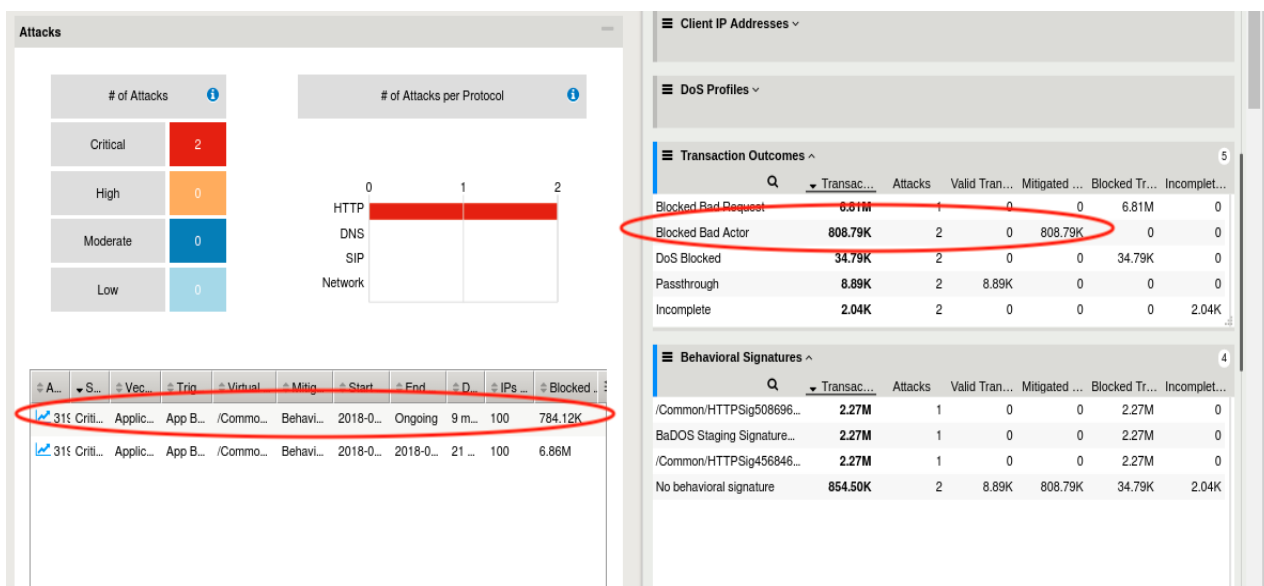 Attacks
# of Attacks
Critical 2
High 0
Moderate 0
Low 0
# of Attacks per Protocol
0 1 2
HTTP
DNS
SIP
Network
A... S... Vec... Trig... Virtual... Mitig... Start... End... D... IPs ... Blocked ...
319 Criti... Applic... App B... /Commo... Behavi... 2018-0... Ongoing 9 m... 100 784.12K
319 Criti... Applic... App B... /Commo... Behavi... 2018-0... 2018-0... 21 ... 100 6.86M
Client IP Addresses
DoS Profiles
Transaction Outcomes 5
Transac... Attacks Valid Tran... Mitigated ... Blocked Tr... Incomplet...
Blocked Bad Request 6.81M 1 0 0 6.81M 0
Blocked Bad Actor 808.79K 2 0 808.79K 0 0
DoS Blocked 34.79K 2 0 0 34.79K 0
Passthrough 8.89K 2 8.89K 0 0 0
Incomplete 2.04K 2 0 0 0 2.04K
Behavioral Signatures 4
Transac... Attacks Valid Tran... Mitigated ... Blocked Tr... Incomplet...
/Common/HTTPSig508696... 2.27M 1 0 0 2.27M 0
BaDOS Staging Signature... 2.27M 1 0 0 2.27M 0
/Common/HTTPSig456846... 2.27M 1 0 0 2.27M 0
No behavioral signature 854.50K 2 8.89K 808.79K 34.79K 2.04K